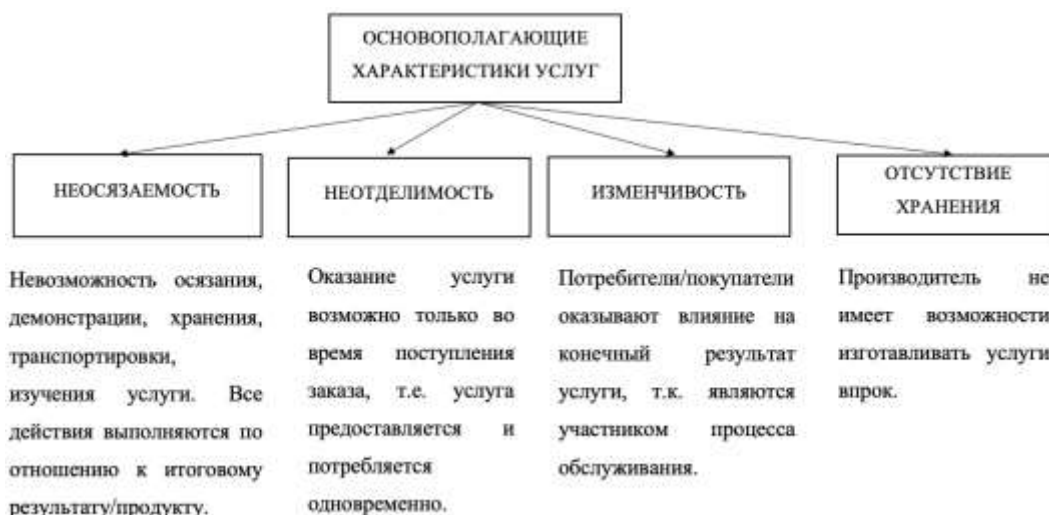 ОСНОВОПОЛАГАЮЩИЕ
ХАРАКТЕРИСТИКИ УСЛУГ
НЕОСЯЗАЕМОСТЬ
НЕОТДЕЛИМОСТЬ
ИЗМЕНЧИВОСТЬ
ОТСУТСТВИЕ
ХРАНЕНИЯ
Невозможность осязания,
демонстрации, хранения,
транспортировки,
изучения услуги. Все
действия выполняются по
отношению к итоговому
результату/продукту.
Оказание услуги
возможно только во
время поступления
заказа, т.е. услуга
предоставляется и
потребляется
одновременно.
Потребители/покупатели
оказывают влияние на
конечный результат
услуги, т.к. являются
участником процесса
обслуживания.
Производитель не
имеет возможности
изготавливать услуги
впрок.